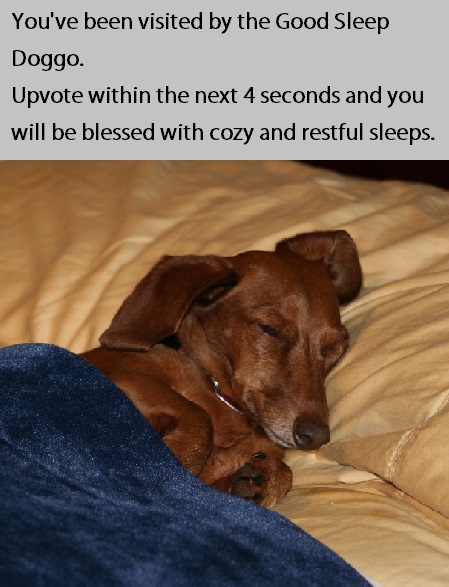 You've been visited by the Good Sleep
Doggo.
Upvote within the next 4 seconds and you
will be blessed with cozy and restful sleeps.